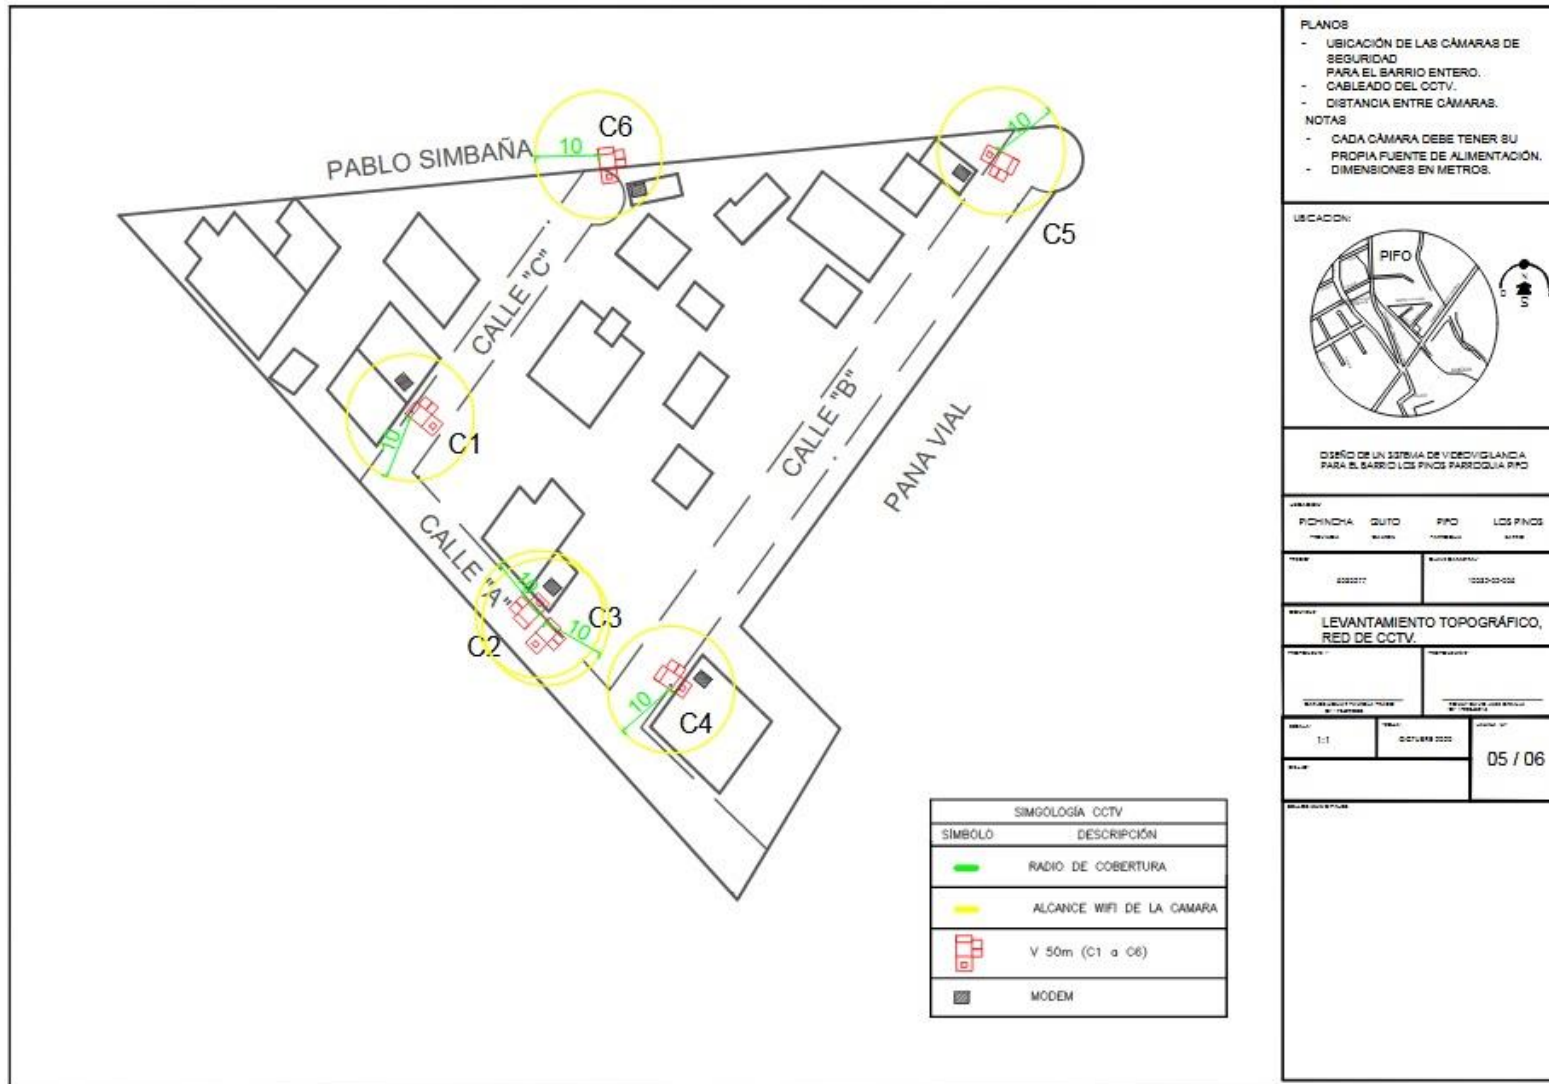 PABLO SIMBAÑA
C6
10
10
C5
CALLE "C"
CALLE "B"
PANA VIAL
10
C1
CALLE "A"
10
C3
10
C2
10
C4
SIMGOLOGÍA CCTV
SÍMBOLO DESCRIPCIÓN
RADIO DE COBERTURA
ALCANCE WIFI DE LA CAMARA
V 50m (C1 a C6)
MODEM
PLANOS
- UBICACIÓN DE LAS CÁMARAS DE
SEGURIDAD
PARA EL BARRIO ENTERO.
- CABLEADO DEL CCTV.
- DISTANCIA ENTRE CÁMARAS.
NOTAS
- CADA CÁMARA DEBE TENER SU
PROPIA FUENTE DE ALIMENTACIÓN.
- DIMENSIONES EN METROS.
UBICACION:
PIFO
S
DISEÑO DE UN SISTEMA DE VIDEOVIGILANCIA
PARA EL BARRIO LOS PINOS PARROQUIA PIFO
PICHINCHA QUITO PIFO LOS PINOS
LEVANTAMIENTO TOPOGRÁFICO,
RED DE CCTV.
1:1
OCTUBRE 2020
05 / 06